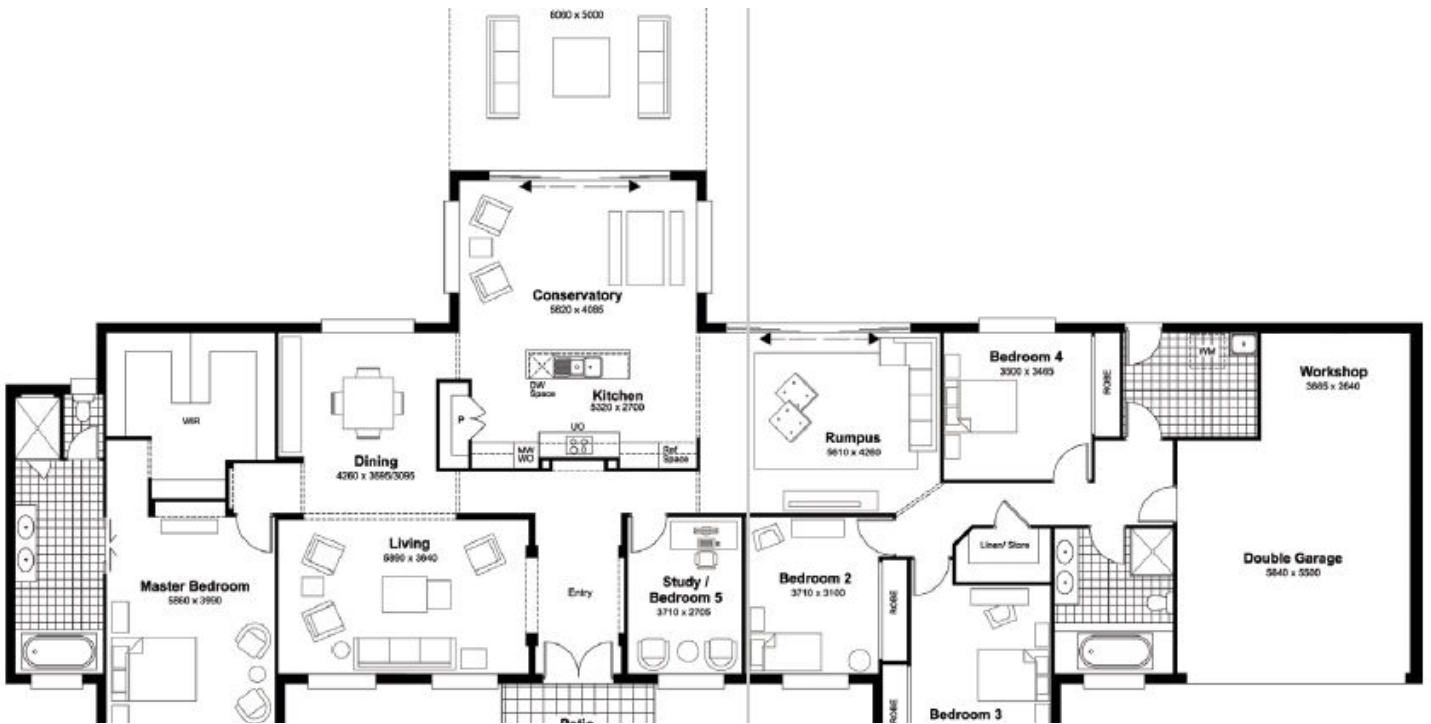 6060 x 5000
Conservatory
5620 x 4085
DW
Space
Kitchen
5320 x 2700
P
UO
MW
WO
Ref
Space
WIR
Dining
4260 x 3695/3095
Rumpus
5610 x 4260
Bedroom 4
3500 x 3465
ROBE
WM
Workshop
3665 x 2640
Living
5890 x 3640
Master Bedroom
5860 x 3990
Entry
Study /
Bedroom 5
3710 x 2705
Bedroom 2
3710 x 3100
ROBE
Linen/ Store
Double Garage
5840 x 5500
ROBE
Bedroom 3
Patio